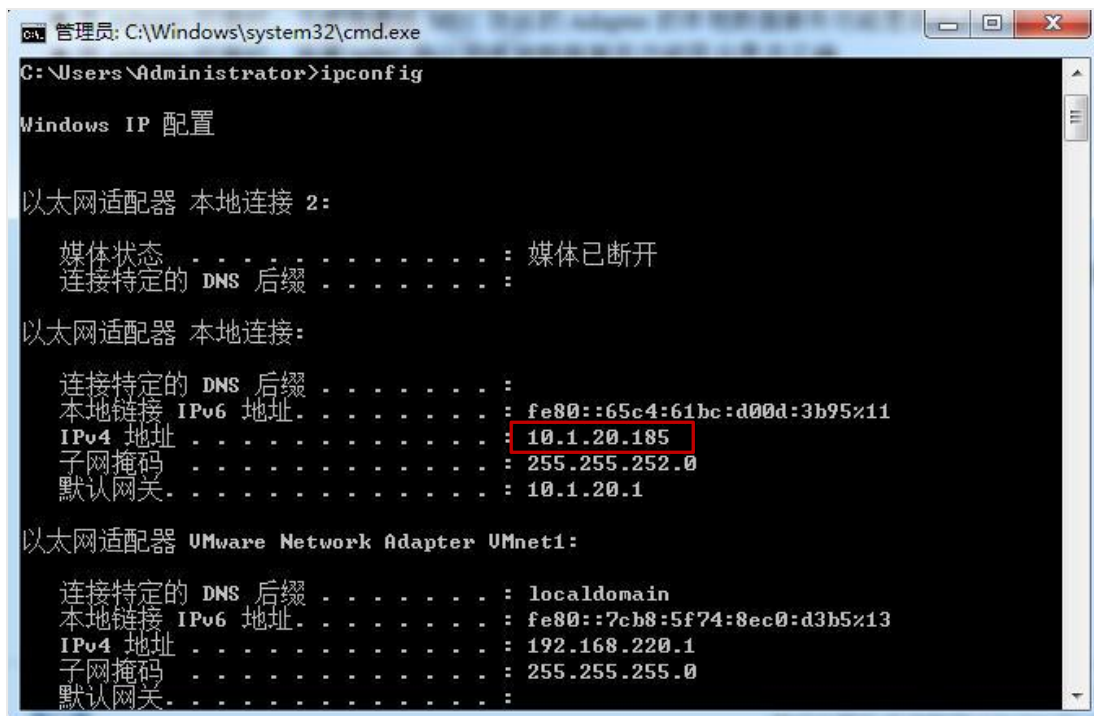 管理员: C:\Windows\system32\cmd.exe
C:\Users\Administrator>ipconfig
Windows IP 配置
以太网适配器 本地连接 2:
媒体状态 . . . . . . . . . . . . : 媒体已断开
连接特定的 DNS 后缀 . . . . . . . :
以太网适配器 本地连接:
连接特定的 DNS 后缀 . . . . . . . :
本地链接 IPv6 地址. . . . . . . . : fe80::65c4:61bc:d00d:3b95%11
IPv4 地址 . . . . . . . . . . . . : 10.1.20.185
子网掩码 . . . . . . . . . . . . : 255.255.252.0
默认网关. . . . . . . . . . . . . : 10.1.20.1
以太网适配器 VMware Network Adapter VMnet1:
连接特定的 DNS 后缀 . . . . . . . : localdomain
本地链接 IPv6 地址. . . . . . . . : fe80::7cb8:5f74:8ec0:d3b5%13
IPv4 地址 . . . . . . . . . . . . : 192.168.220.1
子网掩码 . . . . . . . . . . . . : 255.255.255.0
默认网关. . . . . . . . . . . . . :